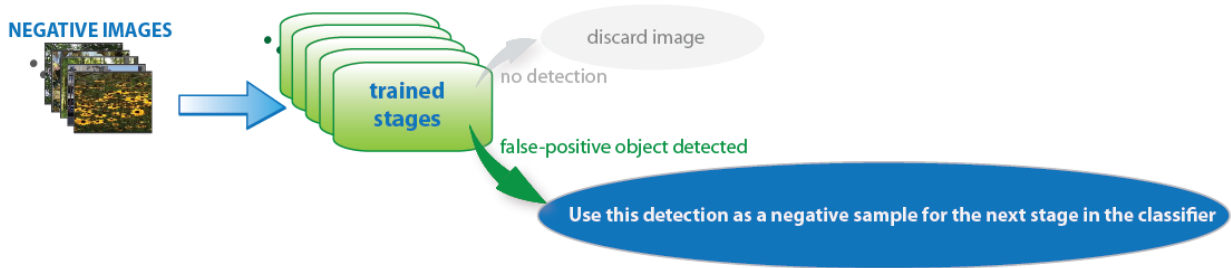 NEGATIVE IMAGES
discard image
no detection
trained
stages
false-positive object detected
Use this detection as a negative sample for the next stage in the classifier